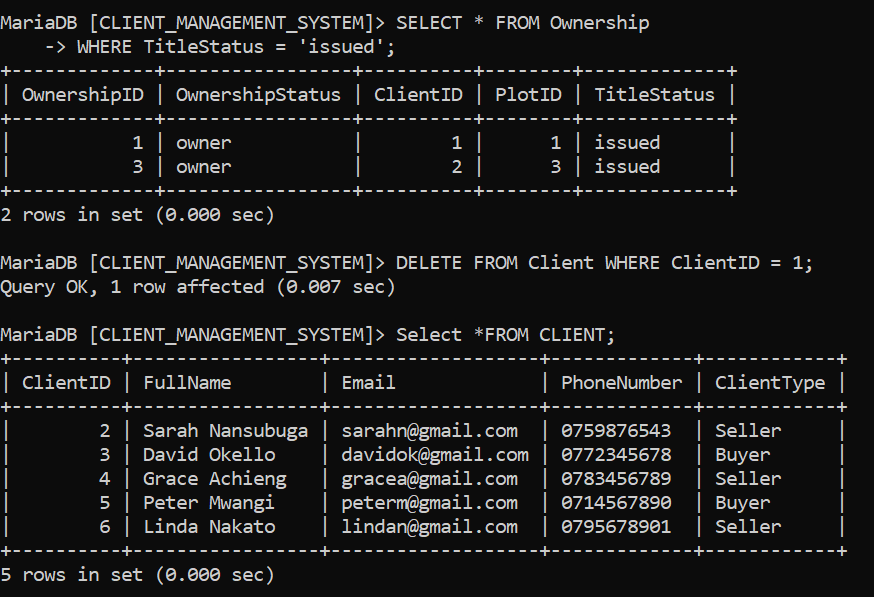 MariaDB [CLIENT_MANAGEMENT_SYSTEM]> SELECT * FROM Ownership
    -> WHERE TitleStatus = 'issued';
+-------------+-----------------+----------+--------+-------------+
| OwnershipID | OwnershipStatus | ClientID | PlotID | TitleStatus |
+-------------+-----------------+----------+--------+-------------+
|           1 | owner           |        1 |      1 | issued      |
|           3 | owner           |        2 |      3 | issued      |
+-------------+-----------------+----------+--------+-------------+
2 rows in set (0.000 sec)

MariaDB [CLIENT_MANAGEMENT_SYSTEM]> DELETE FROM Client WHERE ClientID = 1;
Query OK, 1 row affected (0.007 sec)

MariaDB [CLIENT_MANAGEMENT_SYSTEM]> Select *FROM CLIENT;
+----------+-----------------+-------------------+-------------+------------+
| ClientID | FullName        | Email             | PhoneNumber | ClientType |
+----------+-----------------+-------------------+-------------+------------+
|        2 | Sarah Nansubuga | sarahn@gmail.com  | 0759876543  | Seller     |
|        3 | David Okello    | davidok@gmail.com | 0772345678  | Buyer      |
|        4 | Grace Achieng   | gracea@gmail.com  | 0783456789  | Seller     |
|        5 | Peter Mwangi    | peterm@gmail.com  | 0714567890  | Buyer      |
|        6 | Linda Nakato    | lindan@gmail.com  | 0795678901  | Seller     |
+----------+-----------------+-------------------+-------------+------------+
5 rows in set (0.000 sec)